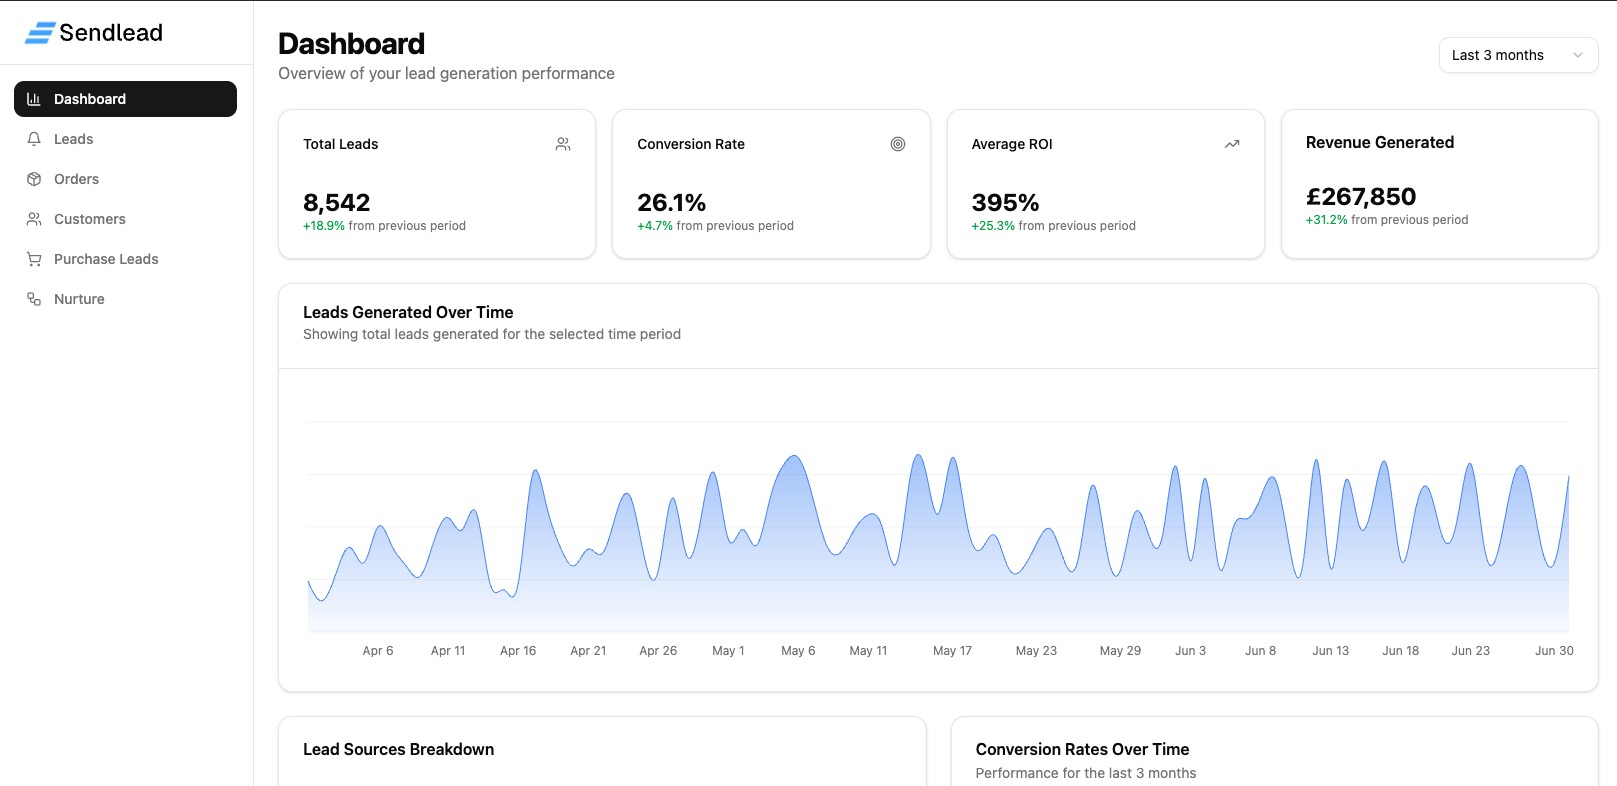 Sendlead
Dashboard
Leads
Orders
Customers
Purchase Leads
Nurture
Dashboard
Overview of your lead generation performance
Last 3 months
Total Leads
8,542
+18.9% from previous period
Conversion Rate
26.1%
+4.7% from previous period
Average ROI
395%
+25.3% from previous period
Revenue Generated
£267,850
+31.2% from previous period
Leads Generated Over Time
Showing total leads generated for the selected time period
Apr 6 Apr 11 Apr 16 Apr 21 Apr 26 May 1 May 6 May 11 May 17 May 23 May 29 Jun 3 Jun 8 Jun 13 Jun 18 Jun 23 Jun 30
Lead Sources Breakdown
Conversion Rates Over Time
Performance for the last 3 months